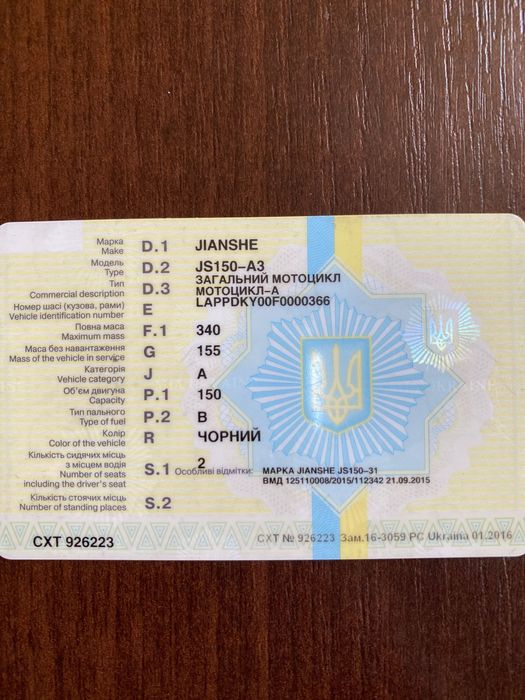 Марка
Make D.1 JIANSHE
Модель
Type D.2 JS150-A3
Тип
Commercial description D.3 ЗАГАЛЬНИЙ МОТОЦИКЛ
МОТОЦИКЛ-А
Номер шасі (кузова, рами)
Vehicle identification number E LAPPDKY00F0000366
Повна маса
Maximum mass F.1 340
Маса без навантаження
Mass of the vehicle in service G 155
Категорія
Vehicle category J A
Об'єм двигуна
Capacity P.1 150
Тип пального
Type of fuel P.2 B
Колір
Color of the vehicle R ЧОРНИЙ
Кількість сидячих місць
з місцем водія
Number of seats
including the driver's seat S.1 2
Особливі відмітки: МАРКА JIANSHE JS150-31
ВМД 125110008/2015/112342 21.09.2015
Кількість стоячих місць
Number of standing places S.2
СХТ 926223
СХТ № 926223 Зам.16-3059 PC Ukraina 01.2016